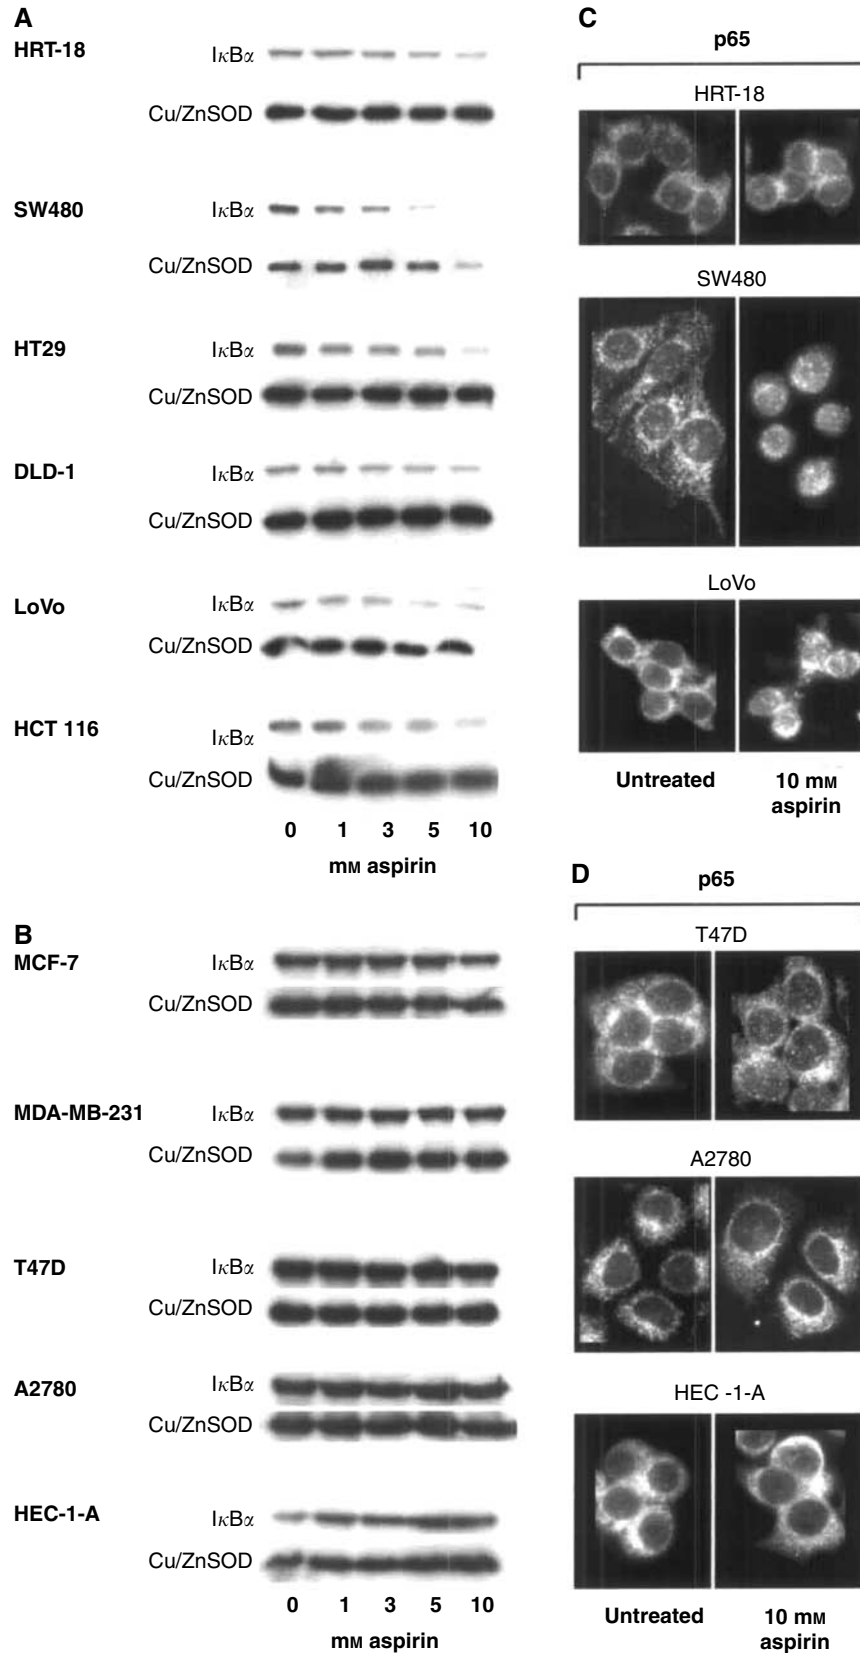 A
HRT-18
IκBα
Cu/ZnSOD
SW480
IκBα
Cu/ZnSOD
HT29
IκBα
Cu/ZnSOD
DLD-1
IκBα
Cu/ZnSOD
LoVo
IκBα
Cu/ZnSOD
HCT 116
IκBα
Cu/ZnSOD
0 1 3 5 10
mM aspirin
B
MCF-7
IκBα
Cu/ZnSOD
MDA-MB-231
IκBα
Cu/ZnSOD
T47D
IκBα
Cu/ZnSOD
A2780
IκBα
Cu/ZnSOD
HEC-1-A
IκBα
Cu/ZnSOD
0 1 3 5 10
mM aspirin
C
p65
HRT-18
SW480
LoVo
Untreated 10 mM
aspirin
D
p65
T47D
A2780
HEC -1-A
Untreated 10 mM
aspirin